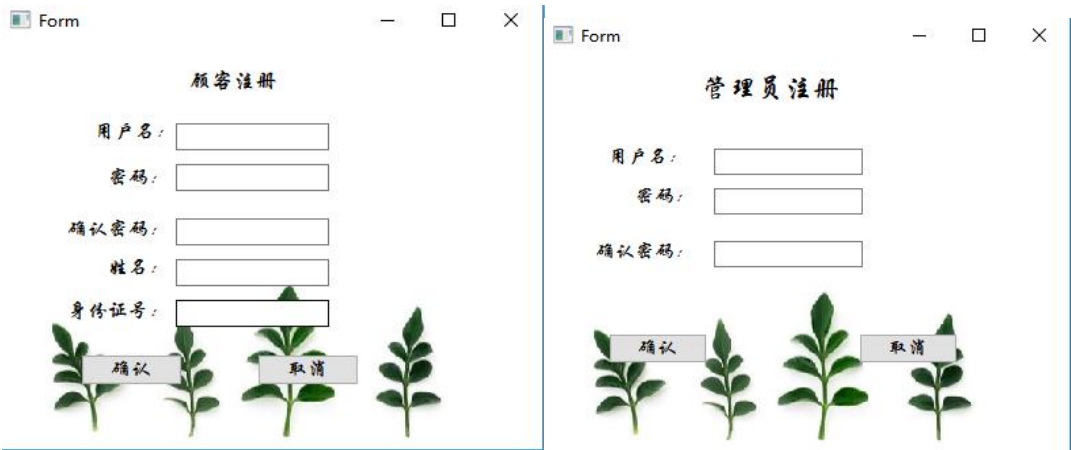 Form
顾客注册
用户名:
密码:
确认密码:
姓名:
身份证号:
确认 取消
Form
管理员注册
用户名:
密码:
确认密码:
确认 取消